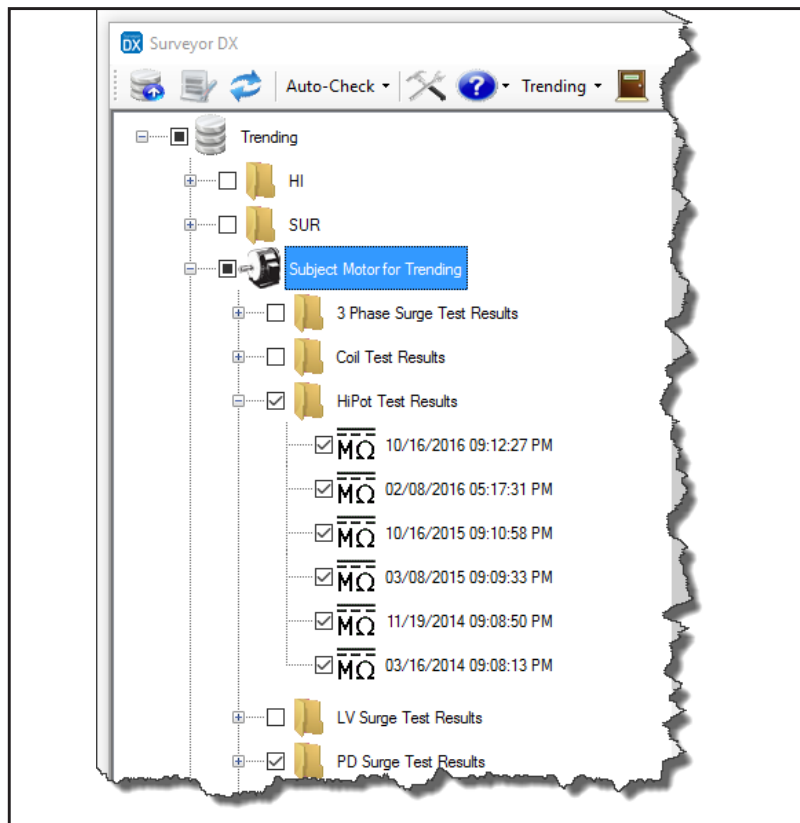 DX Surveyor DX
Auto-Check ? Trending
Trending
HI
SUR
Subject Motor for Trending
3 Phase Surge Test Results
Coil Test Results
HiPot Test Results
MΩ 10/16/2016 09:12:27 PM
MΩ 02/08/2016 05:17:31 PM
MΩ 10/16/2015 09:10:58 PM
MΩ 03/08/2015 09:09:33 PM
MΩ 11/19/2014 09:08:50 PM
MΩ 03/16/2014 09:08:13 PM
LV Surge Test Results
PD Surge Test Results